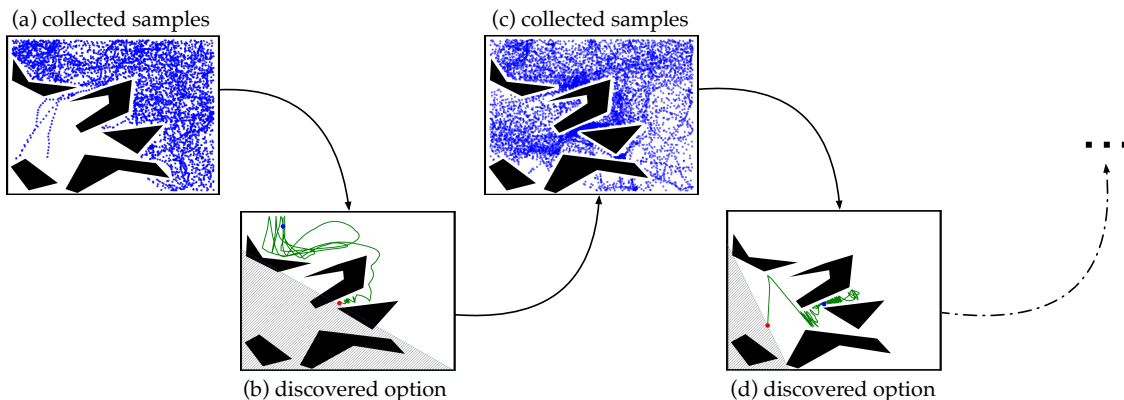 (a) collected samples
(c) collected samples
(b) discovered option
(d) discovered option